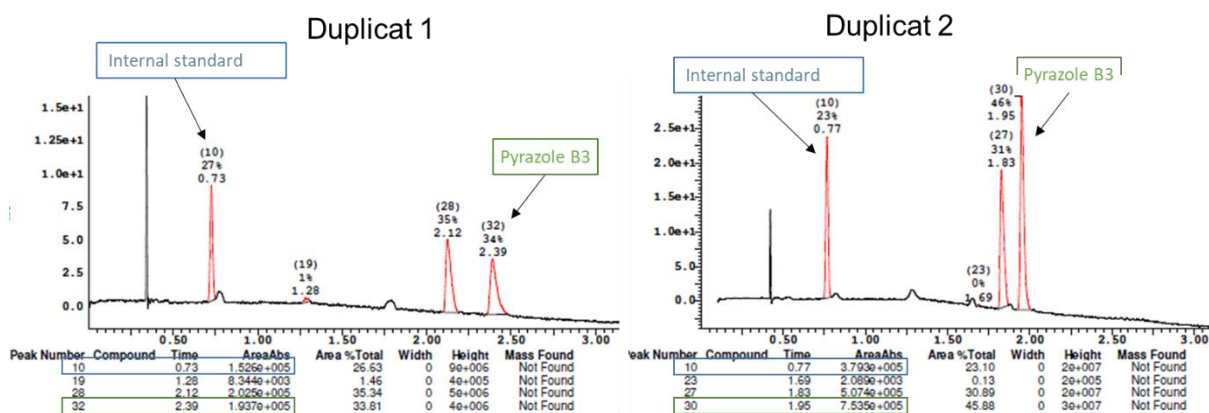 Duplicat 1
Internal standard
1.5e+1
1.25e+1
(10)
27%
0.73
Pyrazole B3
7.5
(28)
35%
2.12
(32)
34%
2.39
5.0
2.5
(19)
1%
1.28
0.0
0.50 1.00 1.50 2.00 2.50 3.00
Peak Number Compound Time AreaAbs Area %Total Width Height Mass Found
10 0.73 1.526e+005 26.63 0 9e+006 Not Found
19 1.28 8.344e+003 1.46 0 4e+005 Not Found
28 2.12 2.025e+005 35.34 0 5e+006 Not Found
32 2.39 1.937e+005 33.81 0 4e+006 Not Found
Duplicat 2
Internal standard
Pyrazole B3
(10)
23%
0.77
(30)
46%
1.95
(27)
31%
1.83
2.5e+1
2.0e+1
1.5e+1
1.0e+1
5.0
(23)
0%
1.69
0.0
0.50 1.00 1.50 2.00 2.50 3.00
Peak Number Compound Time AreaAbs Area %Total Width Height Mass Found
10 0.77 3.793e+005 23.10 0 2e+007 Not Found
23 1.69 2.089e+003 0.13 0 2e+005 Not Found
27 1.83 5.074e+005 30.89 0 2e+007 Not Found
30 1.95 7.535e+005 45.88 0 3e+007 Not Found